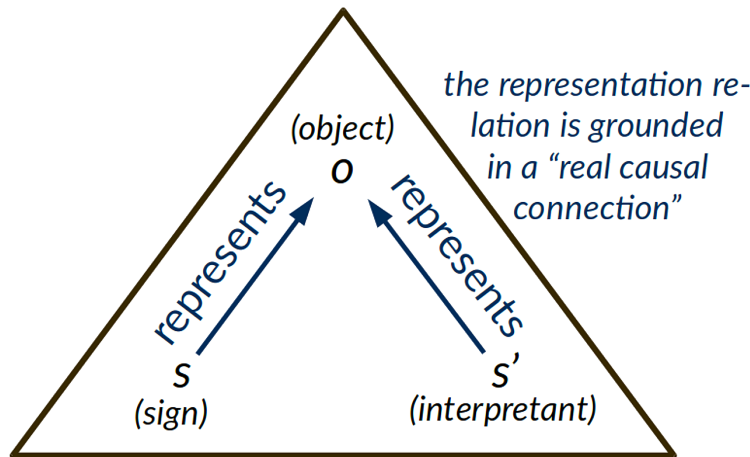 the representation re-
lation is grounded
in a “real causal
connection”
(object)
o
represents
represents
s
s’
(sign)
(interpretant)